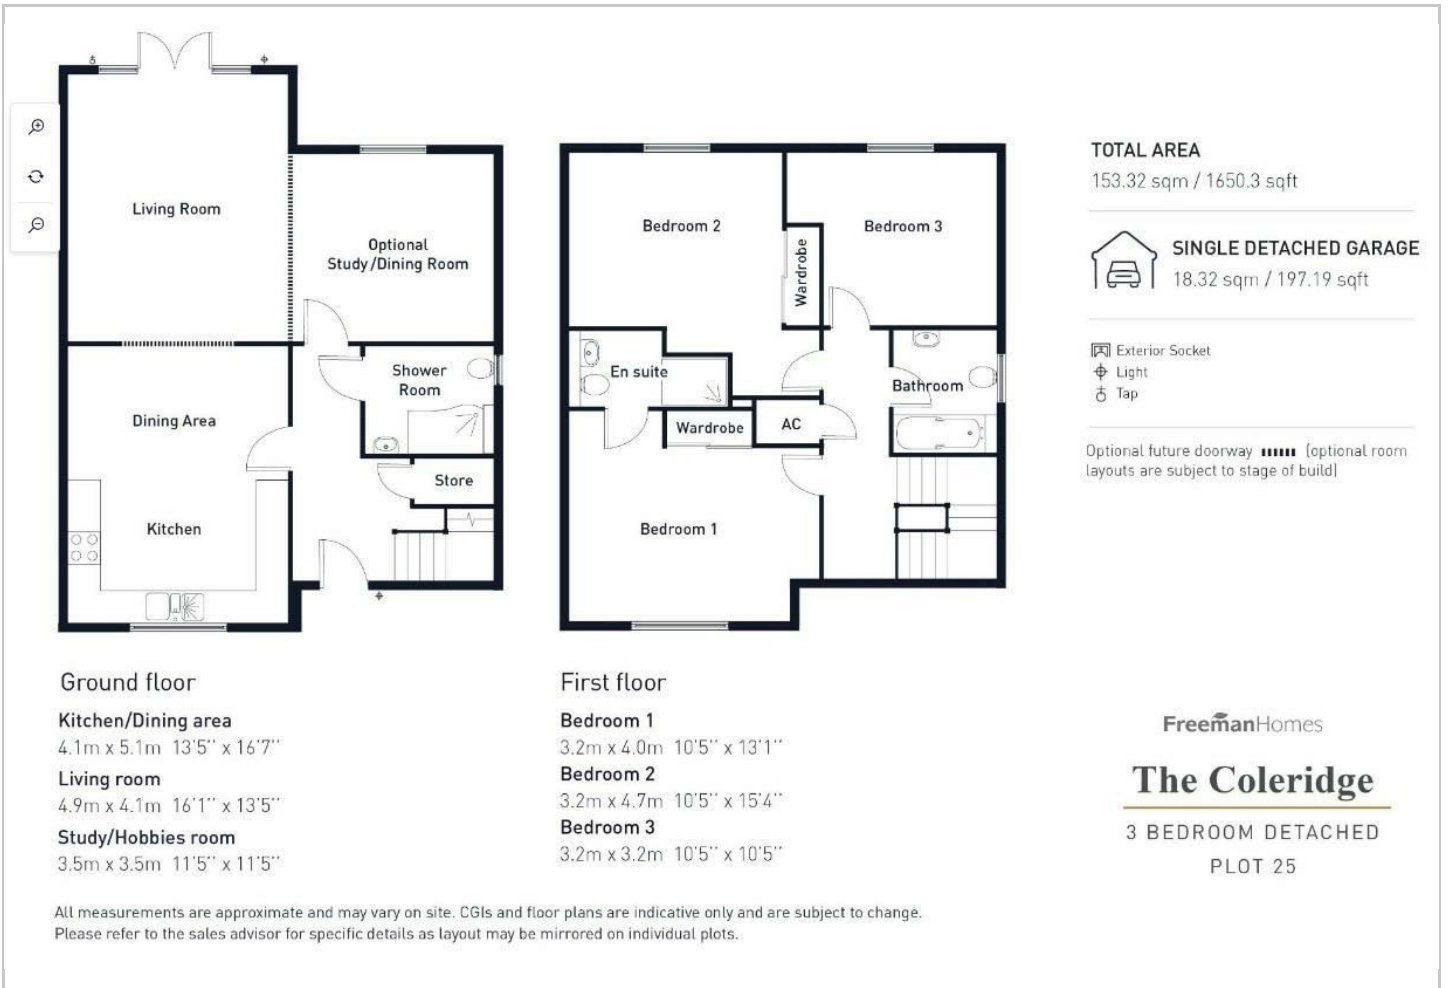 Living Room
Optional
Study/Dining Room
Shower
Room
Dining Area
Store
Kitchen
Bedroom 2
Bedroom 3
Wardrobe
En suite
Bathroom
Wardrobe
AC
Bedroom 1
TOTAL AREA
153.32 sqm / 1650.3 sqft
SINGLE DETACHED GARAGE
18.32 sqm / 197.19 sqft
Exterior Socket
Light
Tap
Optional future doorway (optional room
layouts are subject to stage of build)
Ground floor
Kitchen/Dining area
4.1m x 5.1m 13'5'' x 16'7''
Living room
4.9m x 4.1m 16'1'' x 13'5''
Study/Hobbies room
3.5m x 3.5m 11'5'' x 11'5''
First floor
Bedroom 1
3.2m x 4.0m 10'5'' x 13'1''
Bedroom 2
3.2m x 4.7m 10'5'' x 15'4''
Bedroom 3
3.2m x 3.2m 10'5'' x 10'5''
FreemanHomes
The Coleridge
3 BEDROOM DETACHED
PLOT 25
All measurements are approximate and may vary on site. CGIs and floor plans are indicative only and are subject to change.
Please refer to the sales advisor for specific details as layout may be mirrored on individual plots.